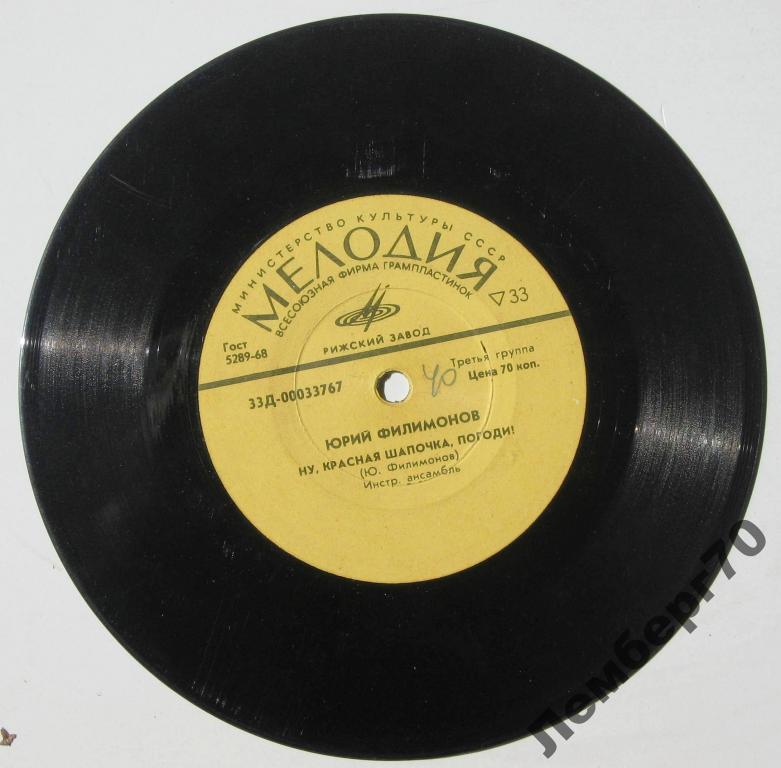 МИНИСТЕРСТВО КУЛЬТУРЫ СССР
МЕЛОДИЯ
ВСЕСОЮЗНАЯ ФИРМА ГРАМПЛАСТИНОК
▽33
РИЖСКИЙ ЗАВОД
Гост
5289-68
Третья группа
Цена 70 коп.
33Д-00033767
40
ЮРИЙ ФИЛИМОНОВ
НУ, КРАСНАЯ ШАПОЧКА, ПОГОДИ!
(Ю. Филимонов)
Инстр. ансамбль
Лемберг70